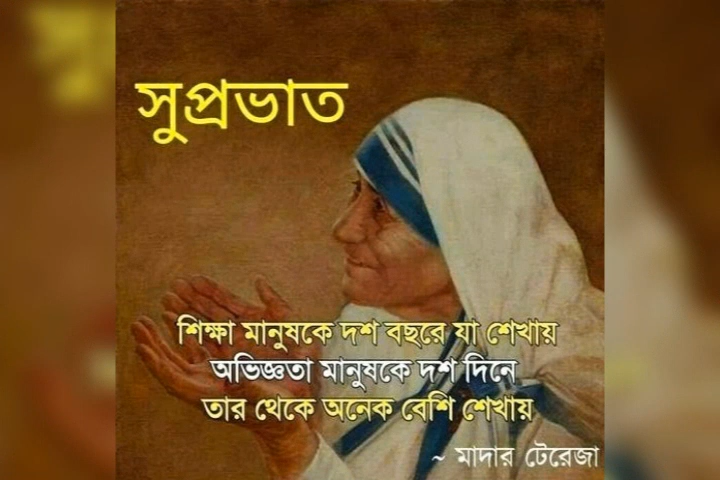 সুপ্রভাত
শিক্ষা মানুষকে দশ বছরে যা শেখায়
অভিজ্ঞতা মানুষকে দশ দিনে
তার থেকে অনেক বেশি শেখায়
~ মাদার টেরেজা